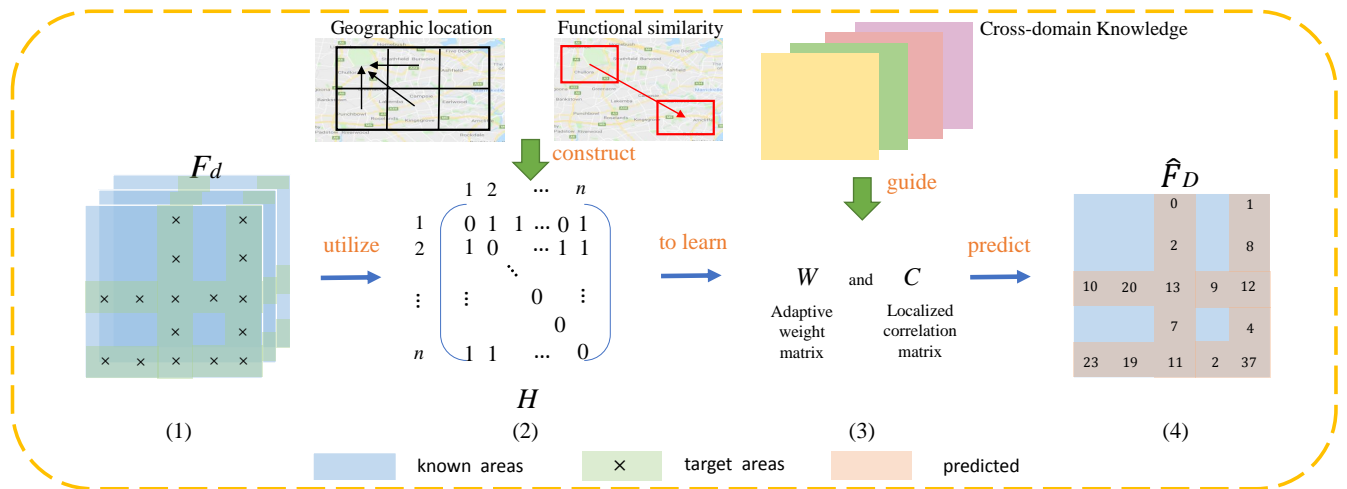 Geographic location
Functional similarity
Cross-domain Knowledge
construct
guide
F_d
1 2 ... n
1 0 1 1 ... 0 1
2 1 0 ... 1 1
⋱
⋮ ⋮ 0 ⋮
0
n 1 1 ... 0
H
utilize
to learn
W and C
Adaptive
weight
matrix
Localized
correlation
matrix
predict
F̂_D
0 1
2 8
10 20 13 9 12
7 4
23 19 11 2 37
× ×
× ×
× × × × ×
× ×
× × × × ×
(1) (2) (3) (4)
known areas × target areas predicted